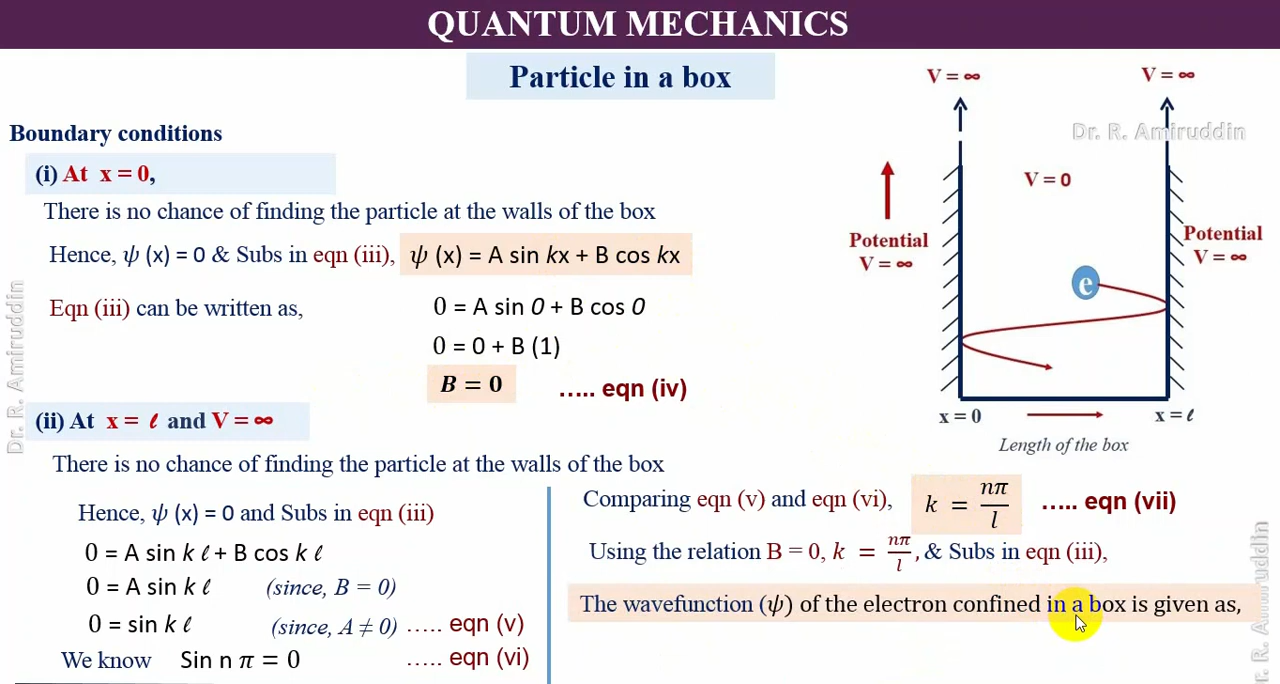 QUANTUM MECHANICS
Particle in a box
Boundary conditions
(i) At x = 0,
There is no chance of finding the particle at the walls of the box
Hence, ψ (x) = 0 & Subs in eqn (iii), ψ (x) = A sin kx + B cos kx
Eqn (iii) can be written as,
0 = A sin 0 + B cos 0
0 = 0 + B (1)
B = 0 ….. eqn (iv)
(ii) At x = ℓ and V = ∞
There is no chance of finding the particle at the walls of the box
Hence, ψ (x) = 0 and Subs in eqn (iii)
0 = A sin k ℓ + B cos k ℓ
0 = A sin k ℓ (since, B = 0)
0 = sin k ℓ (since, A ≠ 0) ….. eqn (v)
We know Sin n π = 0 ….. eqn (vi)
Comparing eqn (v) and eqn (vi), k = nπ/l ….. eqn (vii)
Using the relation B = 0, k = nπ/l, & Subs in eqn (iii),
The wavefunction (ψ) of the electron confined in a box is given as,
V = ∞
V = ∞
Dr. R. Amiruddin
V = 0
Potential
V = ∞
Potential
V = ∞
e
x = 0
x = ℓ
Length of the box
Dr. R. Amiruddin
. R. Amiruddin